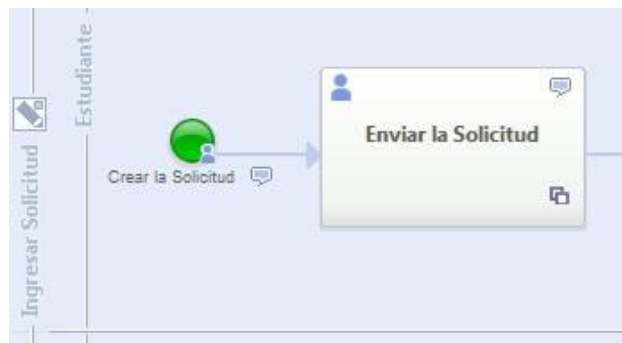 Ingresar Solicitud
Estudiante
Crear la Solicitud
Enviar la Solicitud